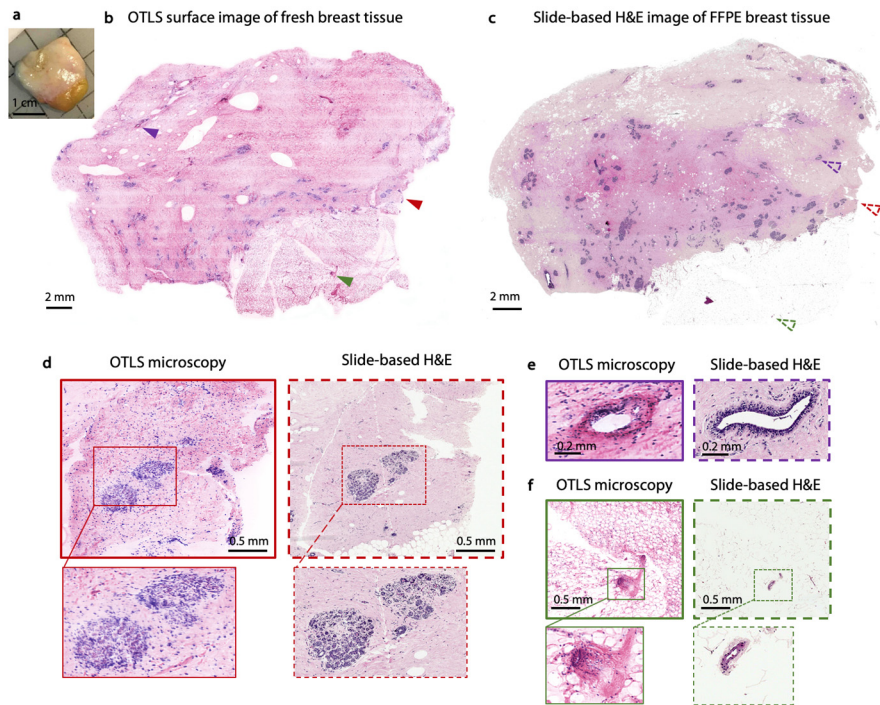 a
b OTLS surface image of fresh breast tissue
c Slide-based H&E image of FFPE breast tissue
1 cm
2 mm
2 mm
d OTLS microscopy
Slide-based H&E
0.5 mm
0.5 mm
e OTLS microscopy
Slide-based H&E
0.2 mm
0.2 mm
f OTLS microscopy
Slide-based H&E
0.5 mm
0.5 mm